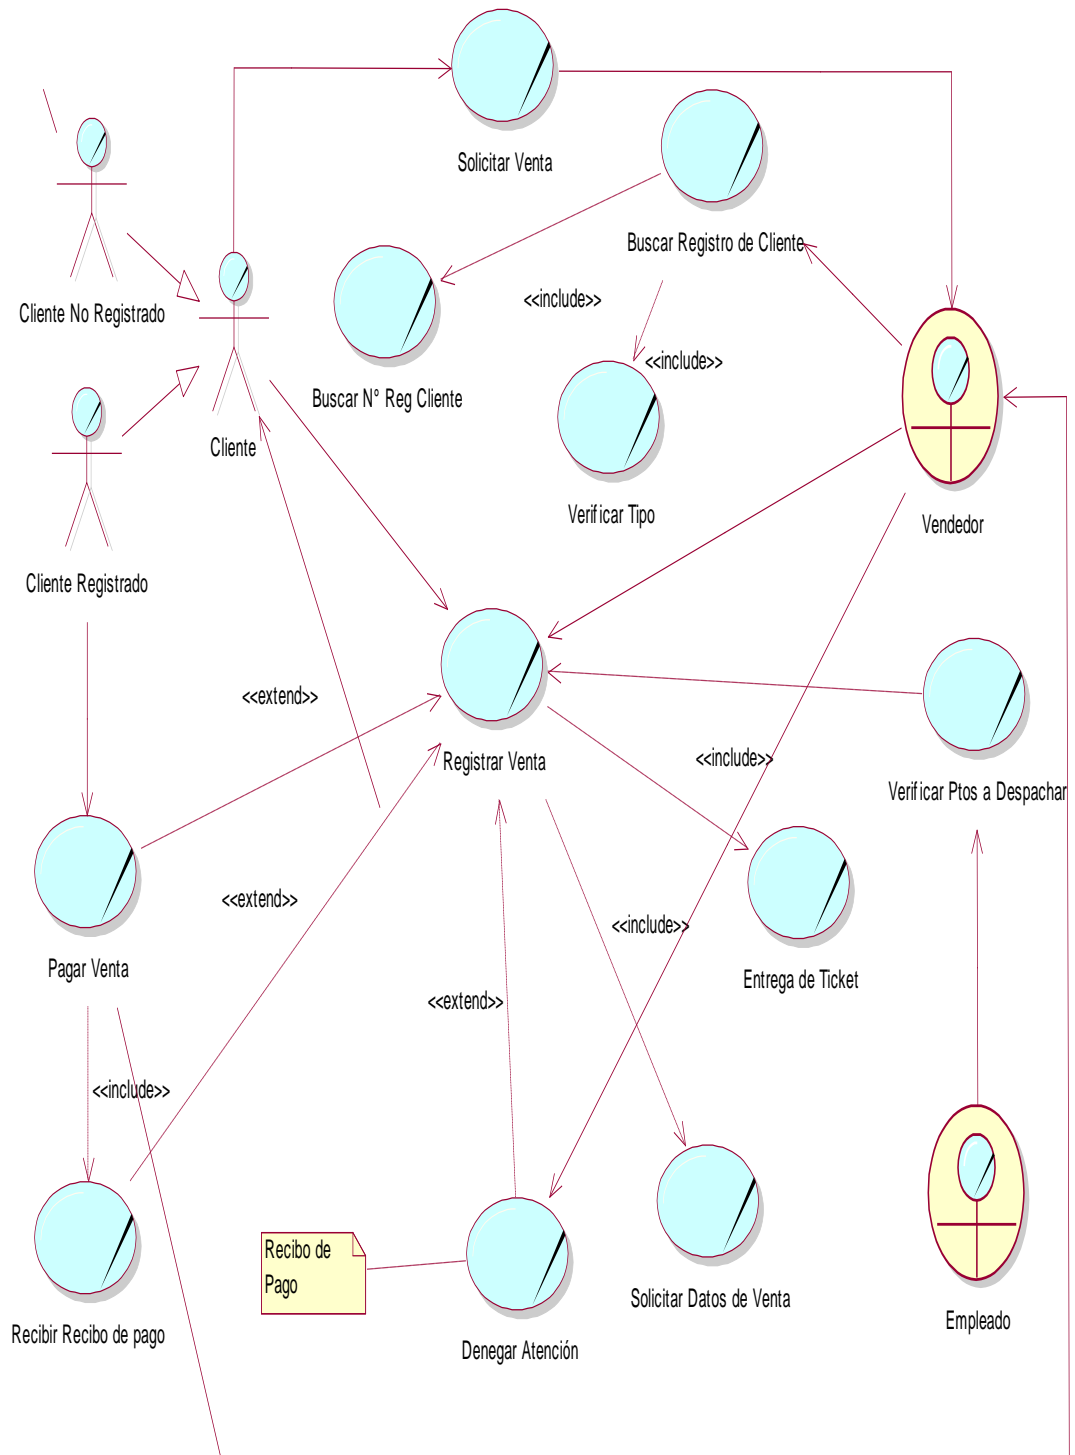 Solicitar Venta
Buscar Registro de Cliente
<<include>>
Cliente No Registrado
<<include>>
Buscar N° Reg Cliente
Cliente
Verificar Tipo
Vendedor
Cliente Registrado
<<extend>>
Registrar Venta
<<include>>
Verificar Ptos a Despachar
<<extend>>
<<include>>
Pagar Venta
Entrega de Ticket
<<extend>>
<<include>>
Recibo de
Pago
Solicitar Datos de Venta
Empleado
Recibir Recibo de pago
Denegar Atención